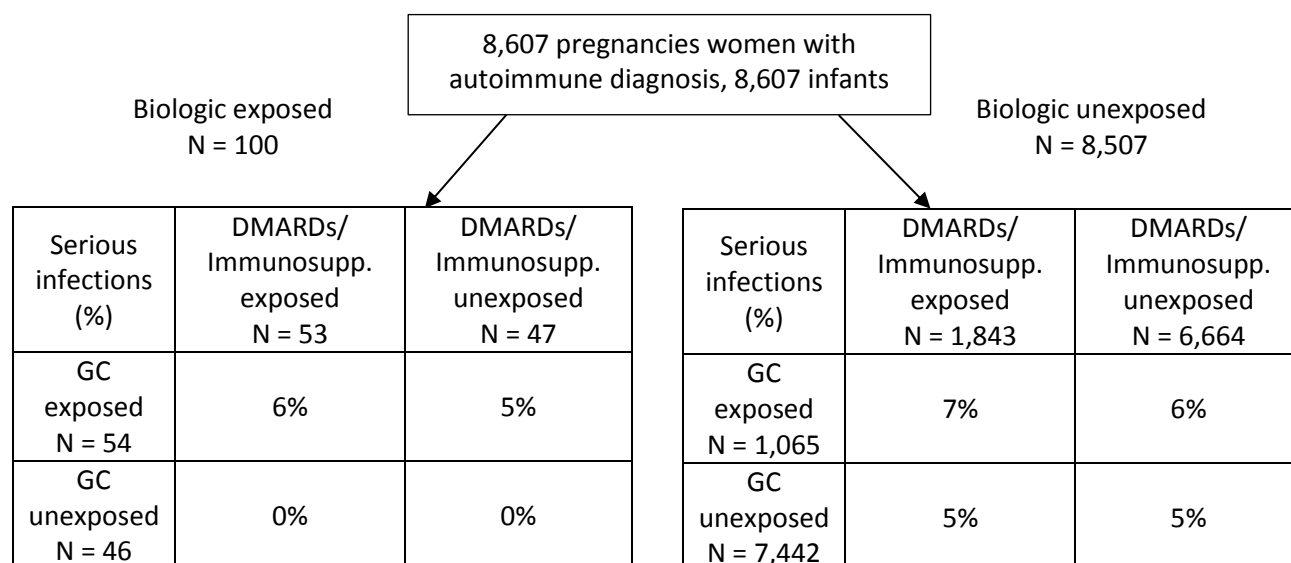 8,607 pregnancies women with
autoimmune diagnosis, 8,607 infants
Biologic exposed
N = 100
Biologic unexposed
N = 8,507
Serious
infections
(%)
DMARDs/
Immunosupp.
exposed
N = 53
DMARDs/
Immunosupp.
unexposed
N = 47
GC
exposed
N = 54
6%
5%
GC
unexposed
N = 46
0%
0%
Serious
infections
(%)
DMARDs/
Immunosupp.
exposed
N = 1,843
DMARDs/
Immunosupp.
unexposed
N = 6,664
GC
exposed
N = 1,065
7%
6%
GC
unexposed
N = 7,442
5%
5%